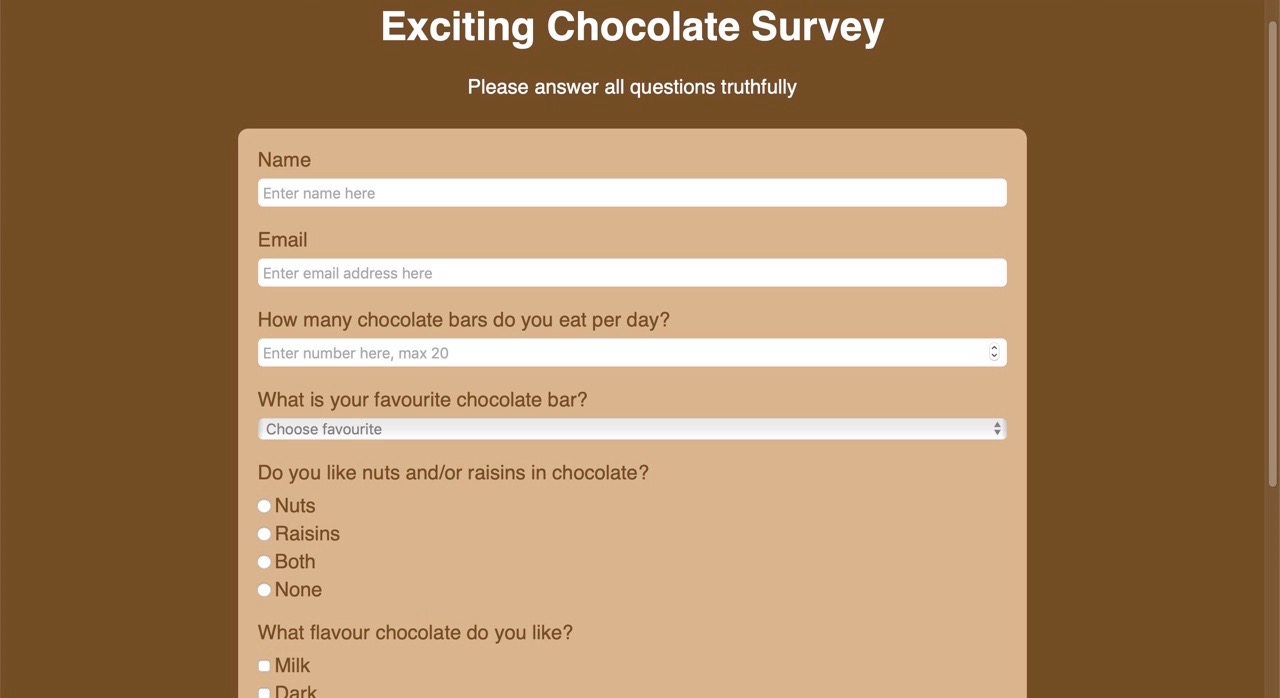 Exciting Chocolate Survey
Please answer all questions truthfully
Name
Enter name here
Email
Enter email address here
How many chocolate bars do you eat per day?
Enter number here, max 20
What is your favourite chocolate bar?
Choose favourite
Do you like nuts and/or raisins in chocolate?
Nuts
Raisins
Both
None
What flavour chocolate do you like?
Milk
Dark